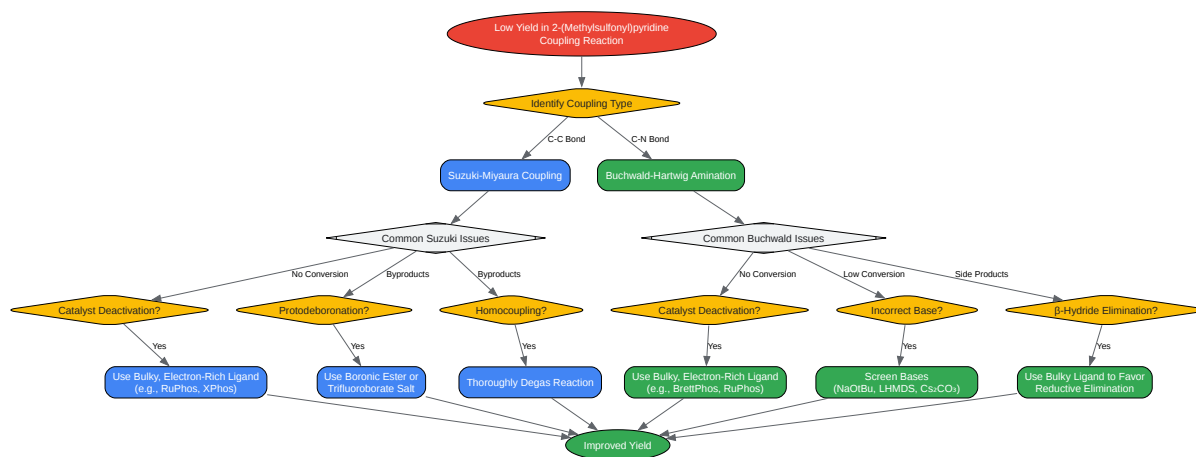 Low Yield in 2-(Methylsulfonyl)pyridine
Coupling Reaction
Identify Coupling Type
C-C Bond
C-N Bond
Suzuki-Miyaura Coupling
Buchwald-Hartwig Amination
Common Suzuki Issues
Common Buchwald Issues
No Conversion
Byproducts
Byproducts
No Conversion
Low Conversion
Side Products
Catalyst Deactivation?
Protodeboronation?
Homocoupling?
Catalyst Deactivation?
Incorrect Base?
β-Hydride Elimination?
Yes
Yes
Yes
Yes
Yes
Yes
Use Bulky, Electron-Rich Ligand
(e.g., RuPhos, XPhos)
Use Boronic Ester or
Trifluoroborate Salt
Thoroughly Degas Reaction
Use Bulky, Electron-Rich Ligand
(e.g., BrettPhos, RuPhos)
Screen Bases
(NaOtBu, LHMDS, Cs₂CO₃)
Use Bulky Ligand to Favor
Reductive Elimination
Improved Yield